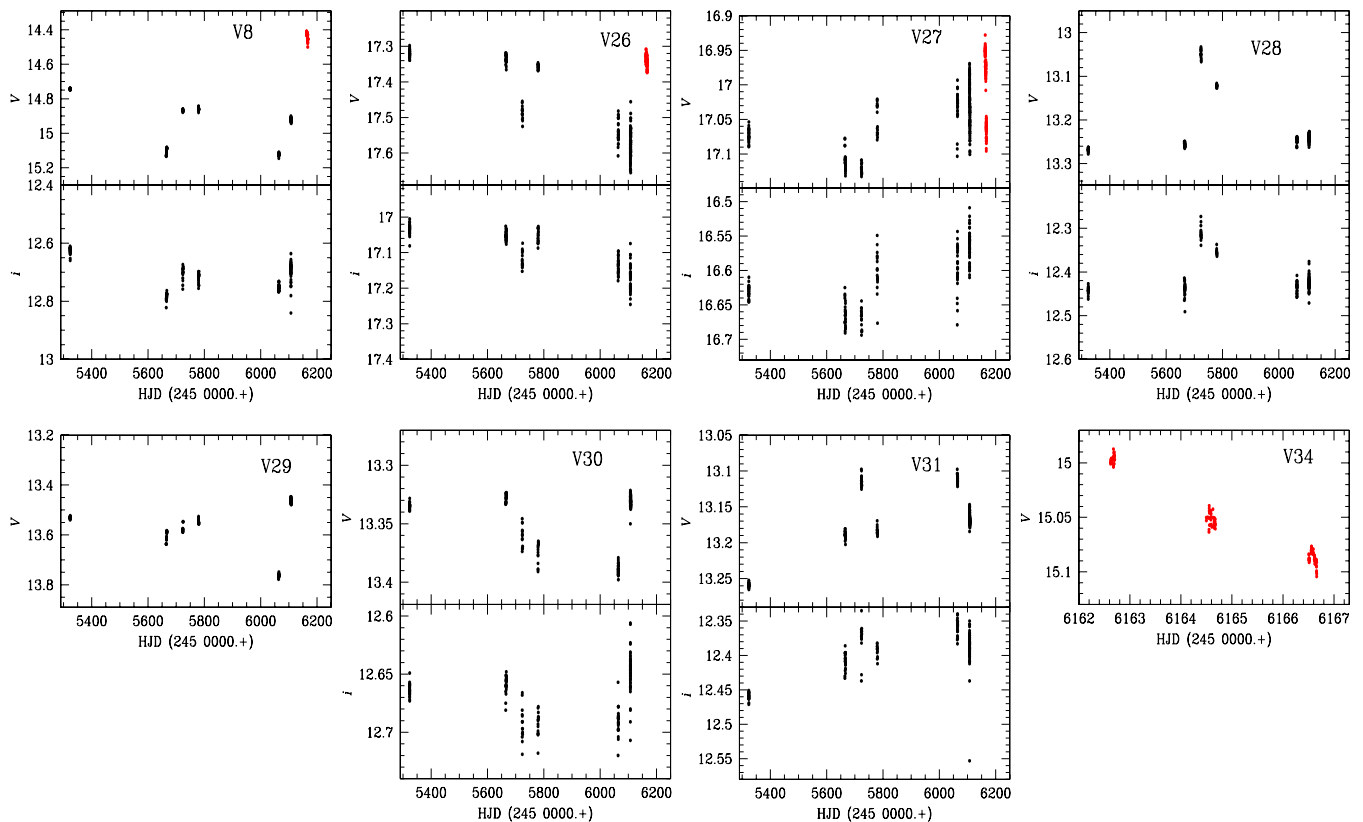 V8
14.4
14.6
14.8
15
15.2
V
12.4
12.6
12.8
13
i
5400 5600 5800 6000 6200
HJD (245 0000.+)
V26
17.3
17.4
17.5
17.6
V
17
17.1
17.2
17.3
17.4
i
5400 5600 5800 6000 6200
HJD (245 0000.+)
V27
16.9
16.95
17
17.05
17.1
V
16.5
16.55
16.6
16.65
16.7
i
5400 5600 5800 6000 6200
HJD (245 0000.+)
V28
13
13.1
13.2
13.3
V
12.3
12.4
12.5
12.6
i
5400 5600 5800 6000 6200
HJD (245 0000.+)
V29
13.2
13.4
13.6
13.8
V
5400 5600 5800 6000 6200
HJD (245 0000.+)
V30
13.3
13.35
13.4
V
12.6
12.65
12.7
i
5400 5600 5800 6000 6200
HJD (245 0000.+)
V31
13.05
13.1
13.15
13.2
13.25
V
12.35
12.4
12.45
12.5
12.55
i
5400 5600 5800 6000 6200
HJD (245 0000.+)
V34
15
15.05
15.1
V
6162 6163 6164 6165 6166 6167
HJD (245 0000.+)